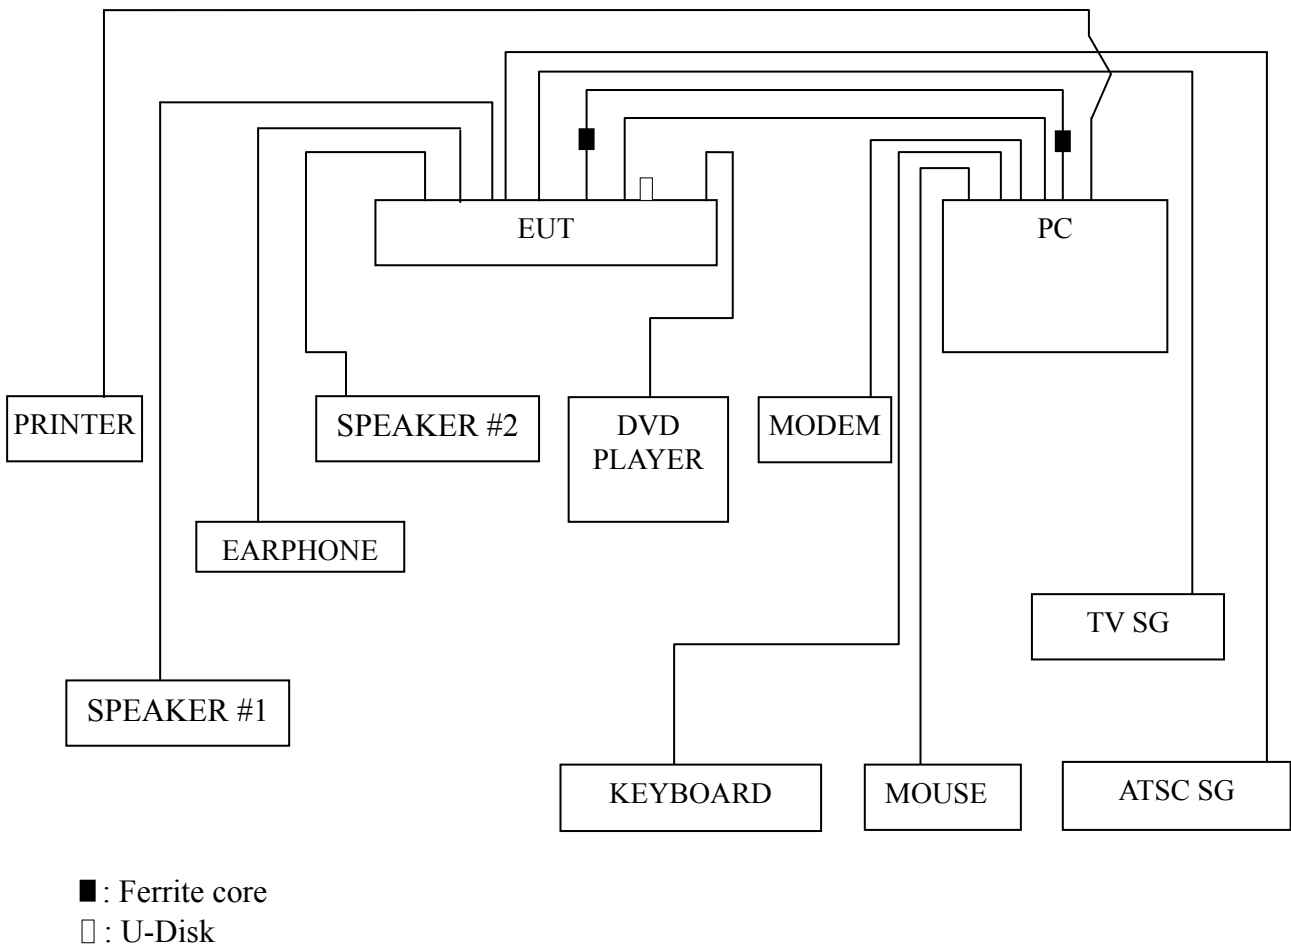 EUT
PC
PRINTER
SPEAKER #2
DVD
PLAYER
MODEM
EARPHONE
TV SG
SPEAKER #1
KEYBOARD
MOUSE
ATSC SG
: Ferrite core
: U-Disk